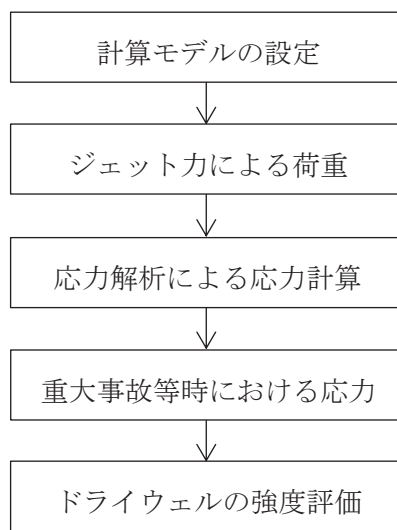 計算モデルの設定
ジェット力による荷重
応力解析による応力計算
重大事故等時における応力
ドライウェルの強度評価